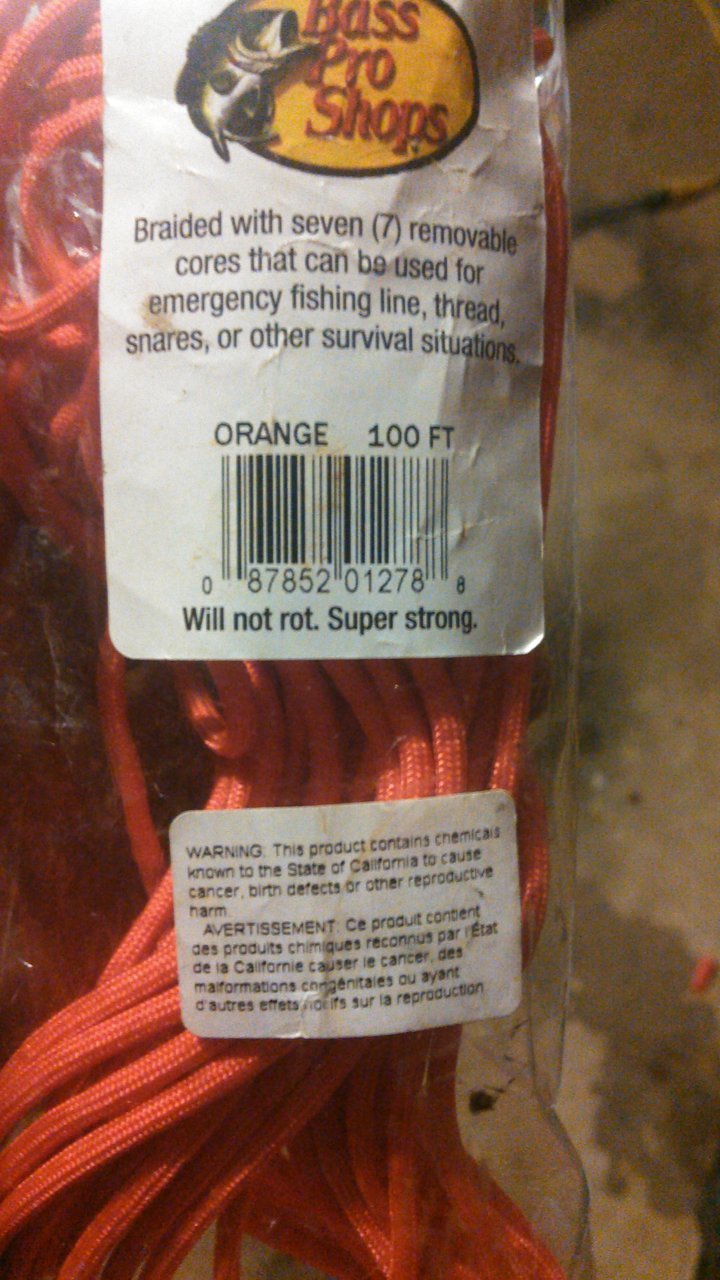 Bass
Pro
Shops
Braided with seven (7) removable
cores that can be used for
emergency fishing line, thread,
snares, or other survival situations.
ORANGE 100 FT
0 87852 01278 8
Will not rot. Super strong.
WARNING: This product contains chemicals
known to the State of California to cause
cancer, birth defects or other reproductive
harm.
AVERTISSEMENT: Ce produit contient
des produits chimiques reconnus par l'État
de la Californie causer le cancer, des
malformations congénitales ou ayant
d'autres effets nocifs sur la reproduction